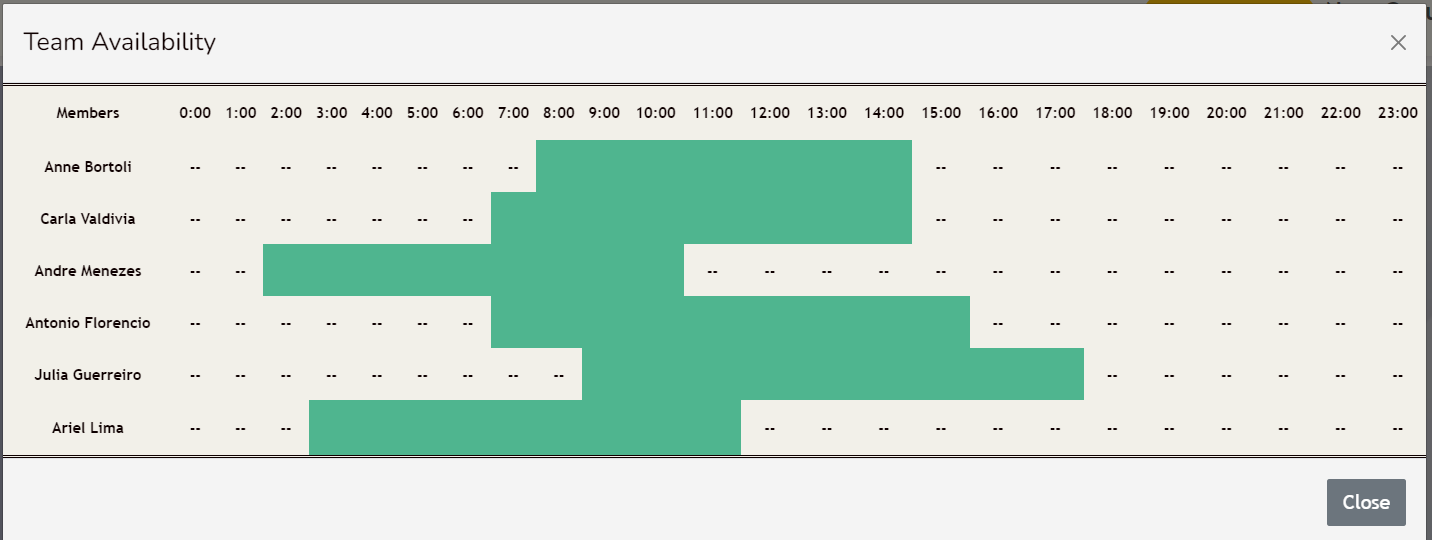 Team Availability
Members 0:00 1:00 2:00 3:00 4:00 5:00 6:00 7:00 8:00 9:00 10:00 11:00 12:00 13:00 14:00 15:00 16:00 17:00 18:00 19:00 20:00 21:00 22:00 23:00
Anne Bortoli -- -- -- -- -- -- -- -- -- -- -- -- -- -- -- -- --
Carla Valdivia -- -- -- -- -- -- -- -- -- -- -- -- -- -- -- --
Andre Menezes -- -- -- -- -- -- -- -- -- -- -- -- -- -- --
Antonio Florencio -- -- -- -- -- -- -- -- -- -- -- -- -- -- --
Julia Guerreiro -- -- -- -- -- -- -- -- -- -- -- -- -- -- --
Ariel Lima -- -- -- -- -- -- -- -- -- -- -- -- -- -- --
Close